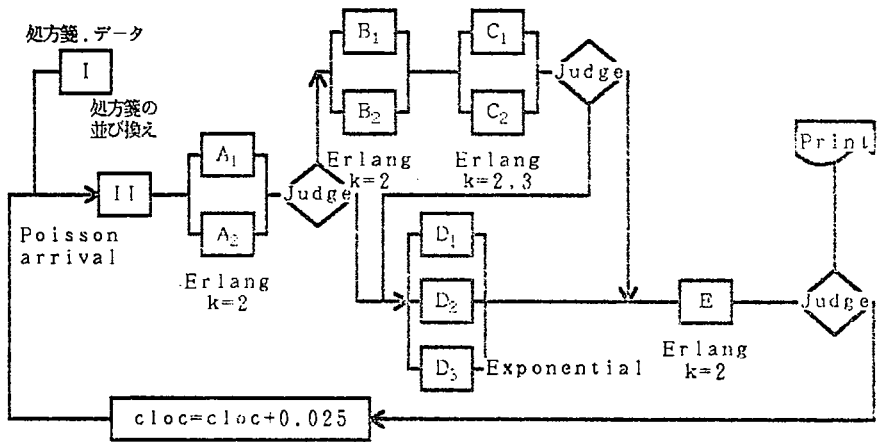 処方箋.データ
I
処方箋の
並び換え
II
Poisson
arrival
A1
A2
Erlang
k=2
Judge
B1
B2
Erlang
k=2
C1
C2
Erlang
k=2,3
Judge
D1
D2
D3
Exponential
E
Erlang
k=2
Judge
Print
cloc=cloc+0.025